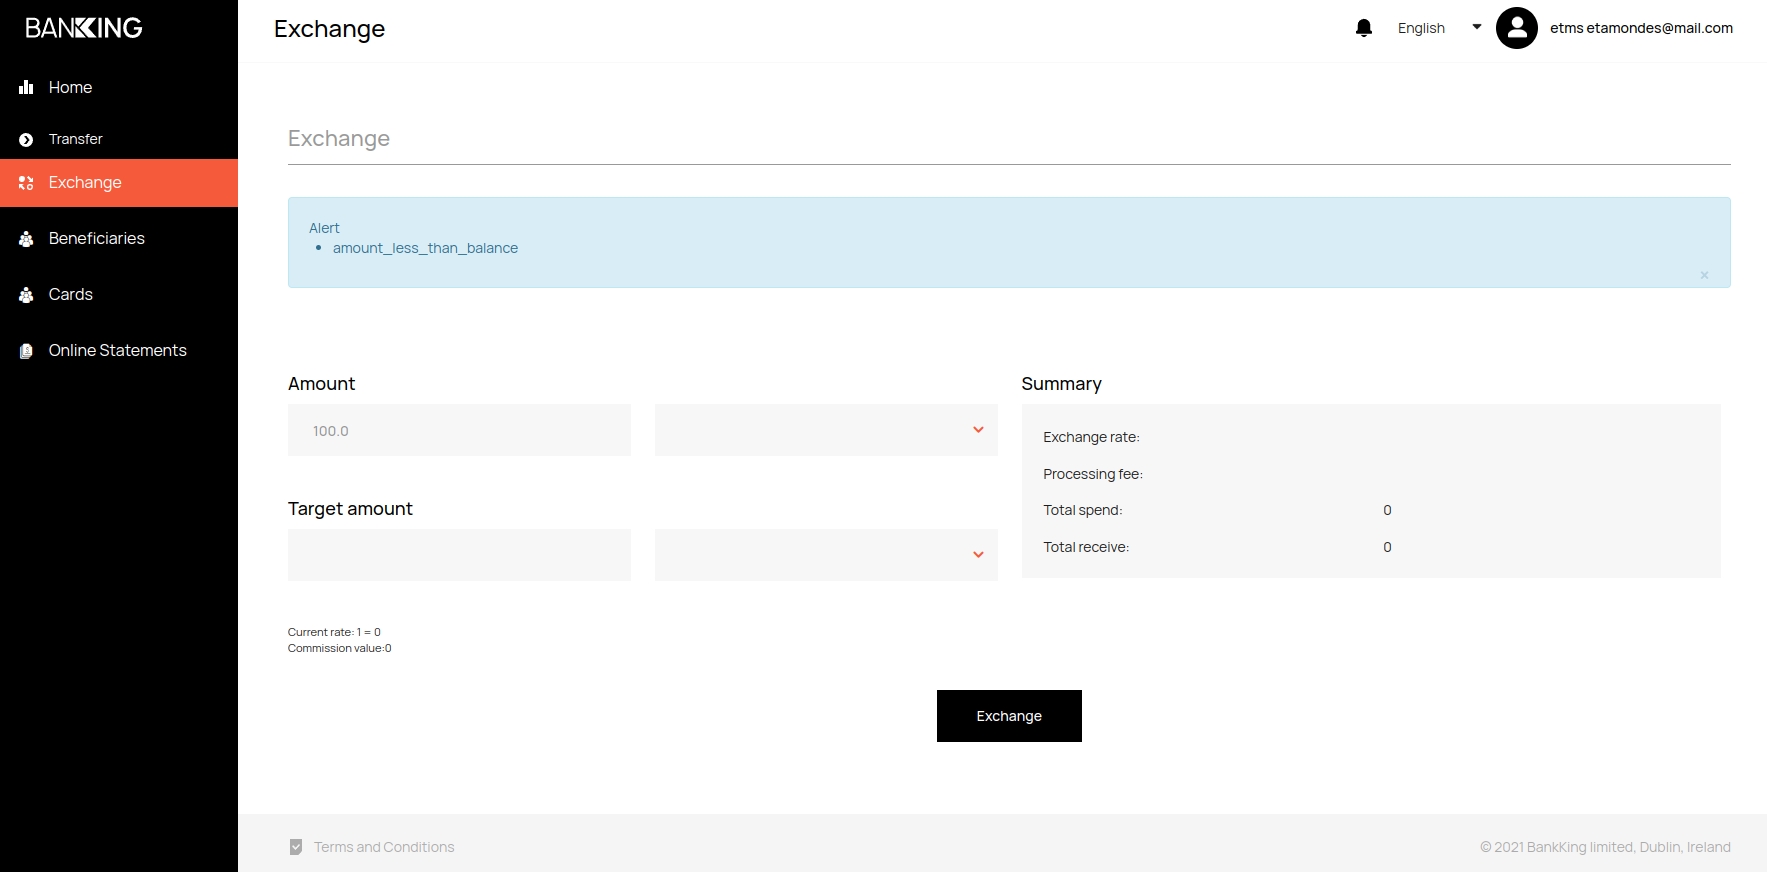 BANKKING
Exchange
English
etms etamondes@mail.com
Home
Transfer
Exchange
Beneficiaries
Cards
Online Statements
Exchange
Alert
• amount_less_than_balance
×
Amount
100.0
Target amount
Summary
Exchange rate:
Processing fee:
Total spend: 0
Total receive: 0
Current rate: 1 = 0
Commission value:0
Exchange
Terms and Conditions
© 2021 BankKing limited, Dublin, Ireland